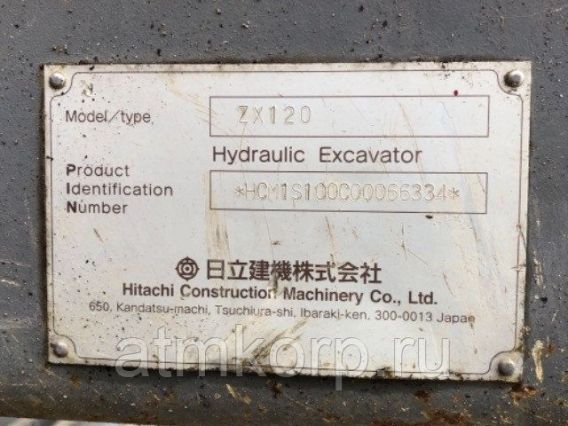 Model/type ZX120
Hydraulic Excavator
Product
Identification
Number
*HCM1S100C00066334*
日立建機株式会社
Hitachi Construction Machinery Co., Ltd.
650, Kandatsu-machi, Tsuchiura-shi, Ibaraki-ken, 300-0013 Japan
atmkorp.ru